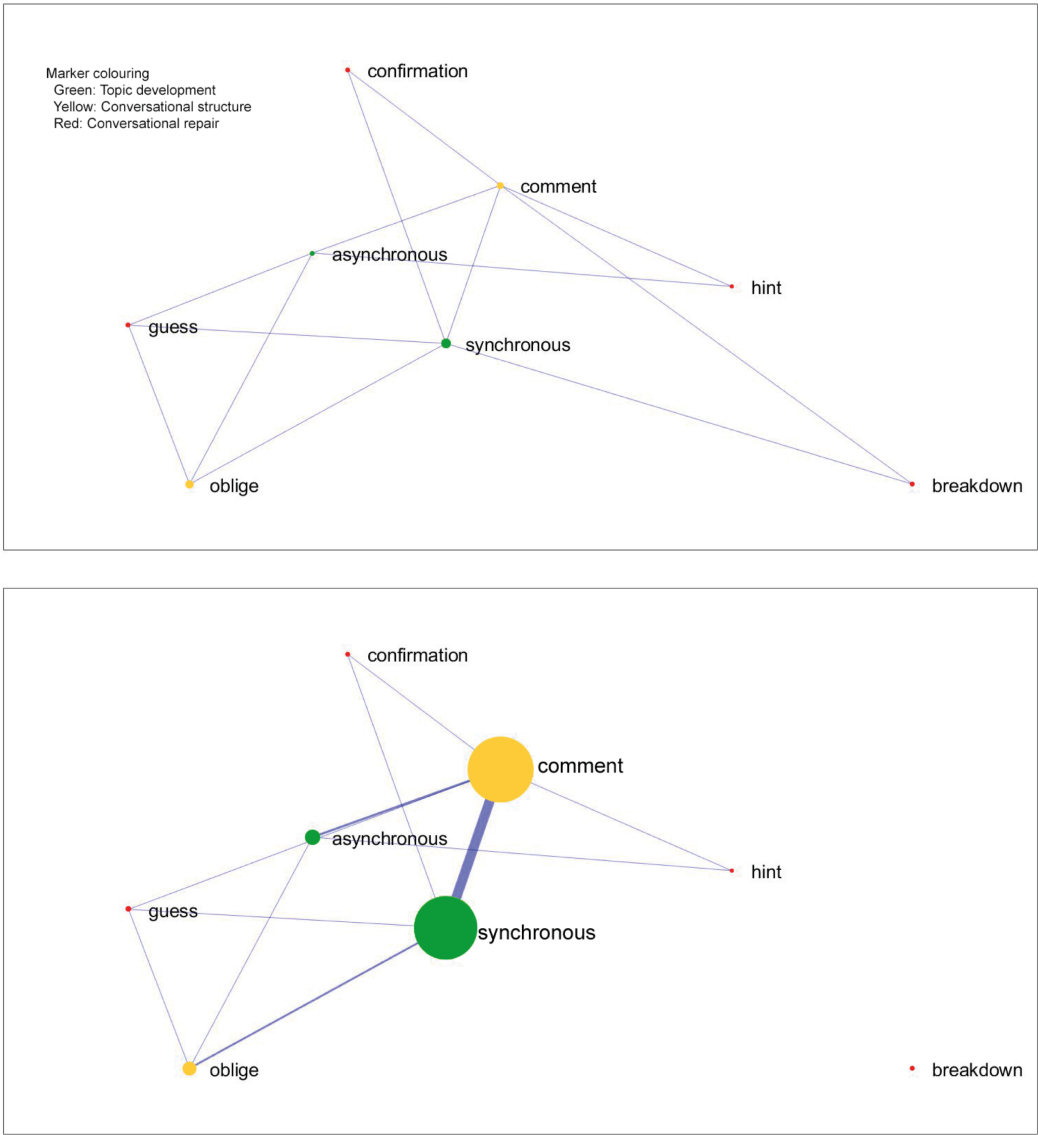 Marker colouring
Green: Topic development
Yellow: Conversational structure
Red: Conversational repair
confirmation
comment
asynchronous
hint
guess
synchronous
oblige
breakdown
confirmation
comment
asynchronous
hint
guess
synchronous
oblige
breakdown